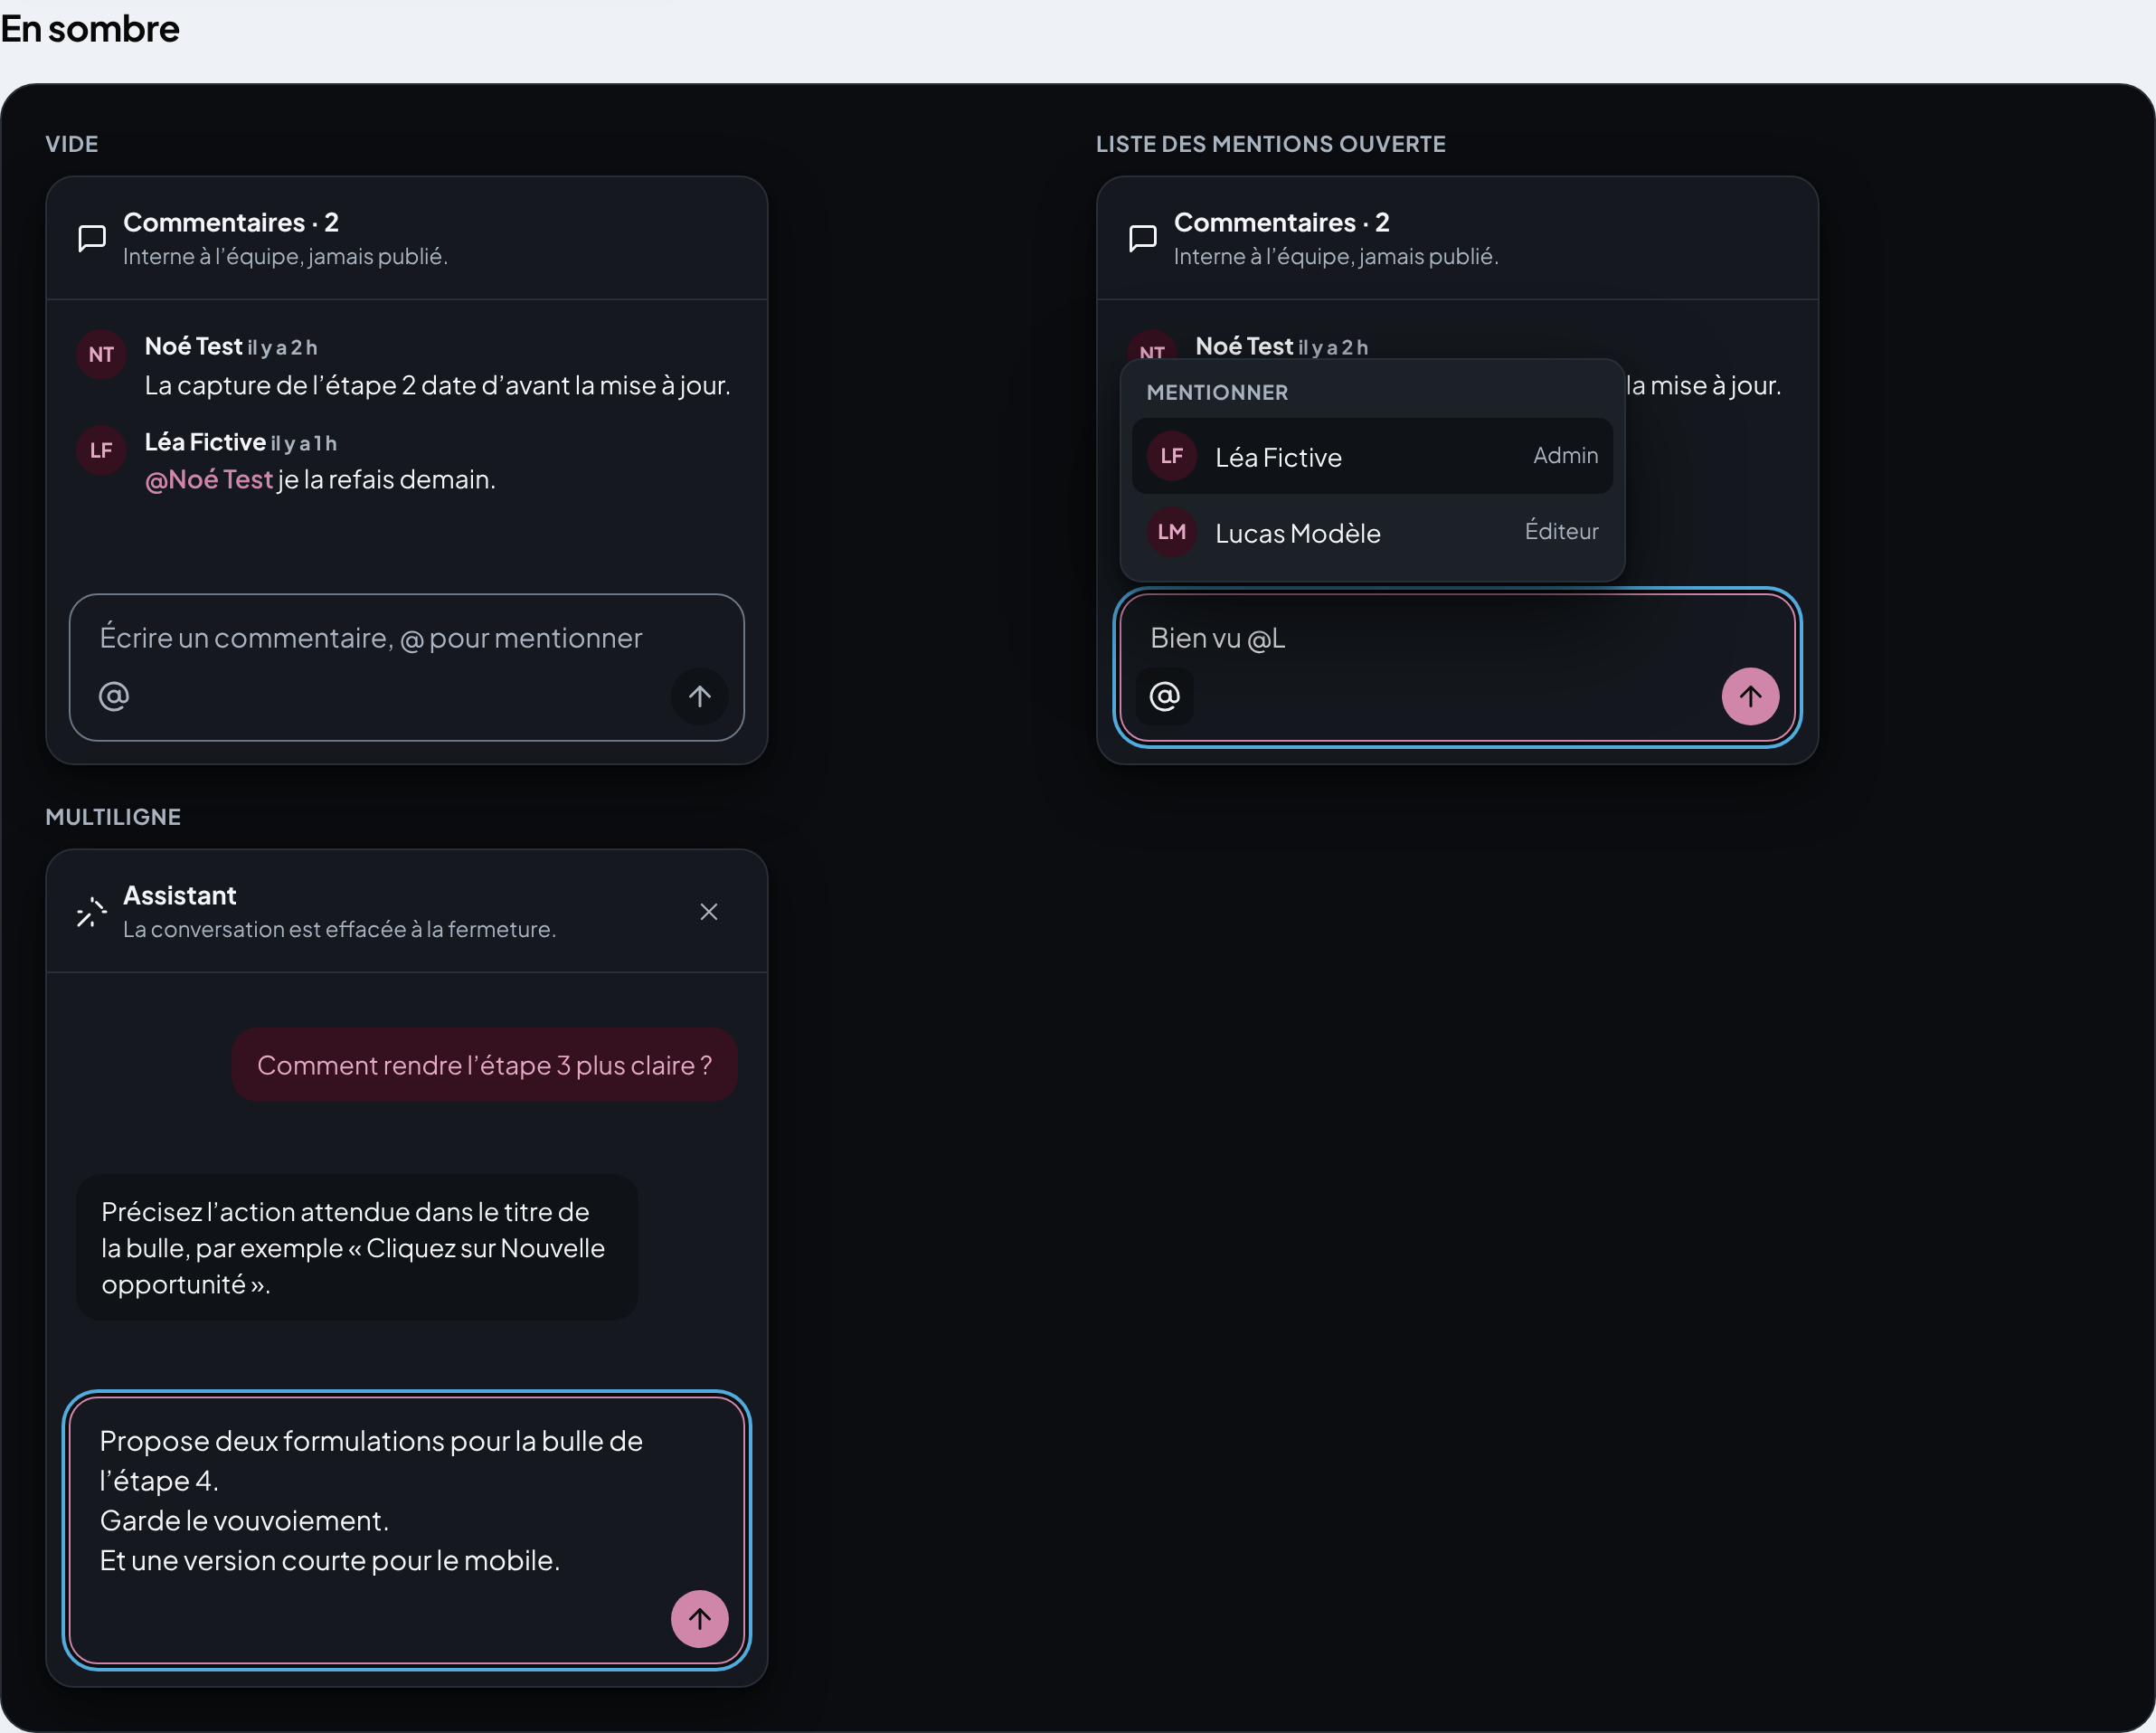 En sombre
VIDE
Commentaires · 2
Interne à l’équipe, jamais publié.
NT
Noé Test il y a 2 h
La capture de l’étape 2 date d’avant la mise à jour.
LF
Léa Fictive il y a 1 h
@Noé Test je la refais demain.
Écrire un commentaire, @ pour mentionner
@
LISTE DES MENTIONS OUVERTE
Commentaires · 2
Interne à l’équipe, jamais publié.
NT
Noé Test il y a 2 h
la mise à jour.
MENTIONNER
LF Léa Fictive Admin
LM Lucas Modèle Éditeur
Bien vu @L
@
MULTILIGNE
Assistant
La conversation est effacée à la fermeture.
Comment rendre l’étape 3 plus claire ?
Précisez l’action attendue dans le titre de
la bulle, par exemple « Cliquez sur Nouvelle
opportunité ».
Propose deux formulations pour la bulle de
l’étape 4.
Garde le vouvoiement.
Et une version courte pour le mobile.